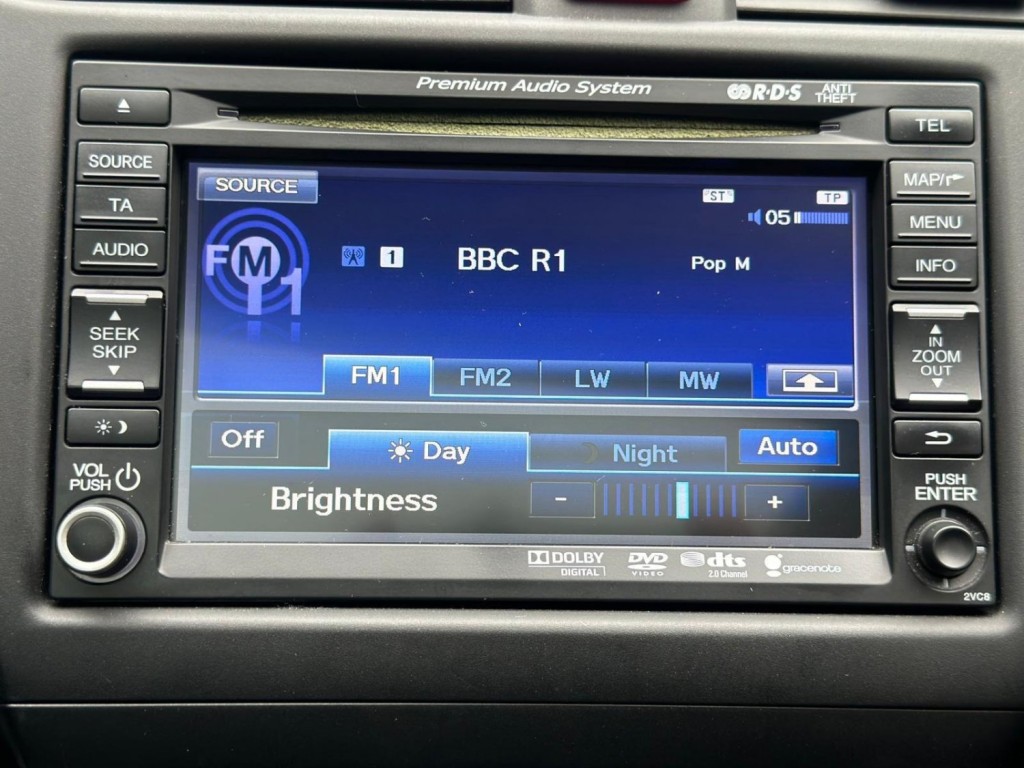 Premium Audio System
R·D·S
ANTI
THEFT
TEL
SOURCE
TA
AUDIO
SEEK
SKIP
VOL
PUSH
SOURCE
ST
TP
05
FM1
1
BBC R1
Pop M
FM1
FM2
LW
MW
Off
Day
Night
Auto
Brightness
-
+
MAP/
MENU
INFO
IN
ZOOM
OUT
PUSH
ENTER
DOLBY
DIGITAL
DVD
VIDEO
dts
2.0 Channel
gracenote
2VC8